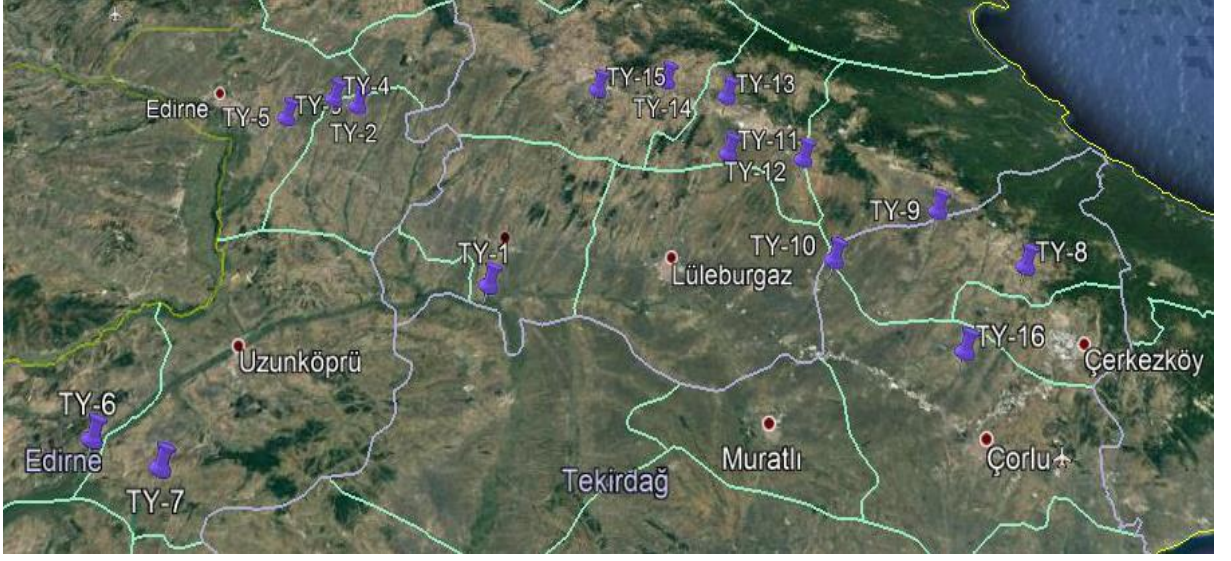 TY-4
TY-15
TY-13
Edirne
TY-5
TY-3
TY-14
TY-2
TY-11
TY-12
TY-9
TY-10
TY-8
TY-1
Lüleburgaz
TY-16
Uzunköprü
Çerkezköy
TY-6
Edirne
Muratlı
Çorlu
Tekirdağ
TY-7